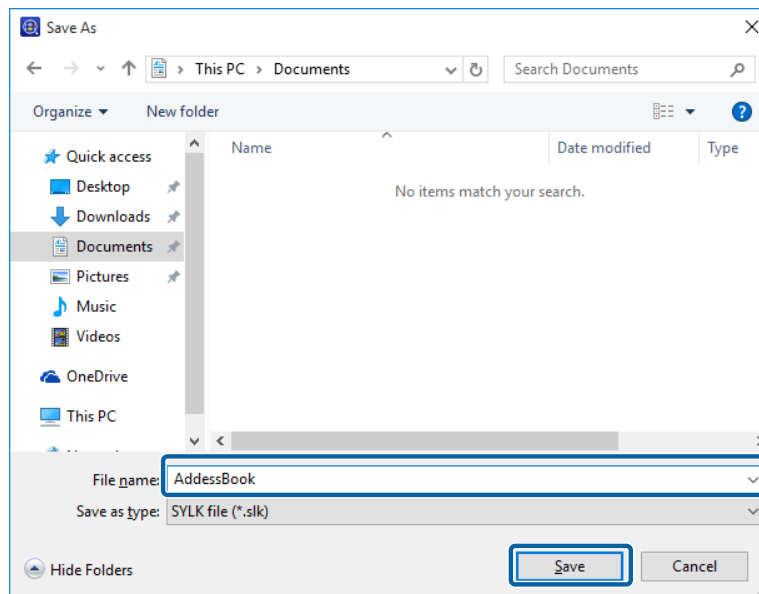 Save As
This PC > Documents
Search Documents
Organize
New folder
?
Quick access
Desktop
Downloads
Documents
Pictures
Music
Videos
OneDrive
This PC
Name
Date modified
Type
No items match your search.
File name: AddessBook
Save as type: SYLK file (*.slk)
Hide Folders
Save
Cancel